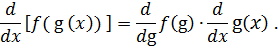 d/dx [f( g (x) ) ] = d/dg f(g) · d/dx g(x) .